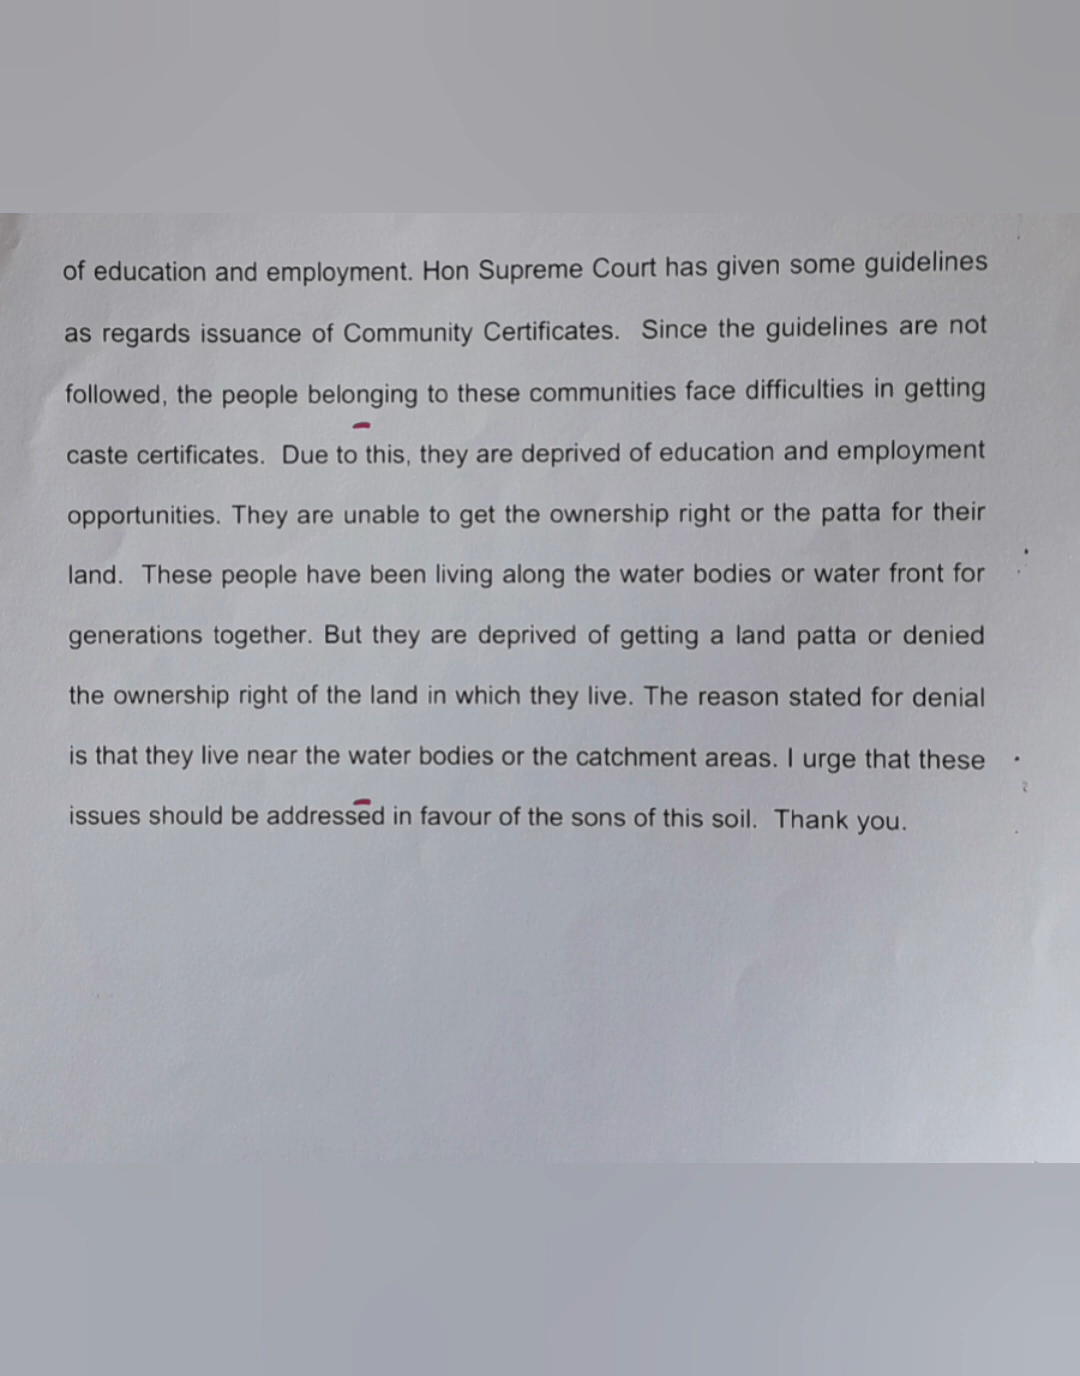 of education and employment. Hon Supreme Court has given some guidelines
as regards issuance of Community Certificates. Since the guidelines are not
followed, the people belonging to these communities face difficulties in getting
caste certificates. Due to this, they are deprived of education and employment
opportunities. They are unable to get the ownership right or the patta for their
land. These people have been living along the water bodies or water front for
generations together. But they are deprived of getting a land patta or denied
the ownership right of the land in which they live. The reason stated for denial
is that they live near the water bodies or the catchment areas. I urge that these
issues should be addressed in favour of the sons of this soil. Thank you.